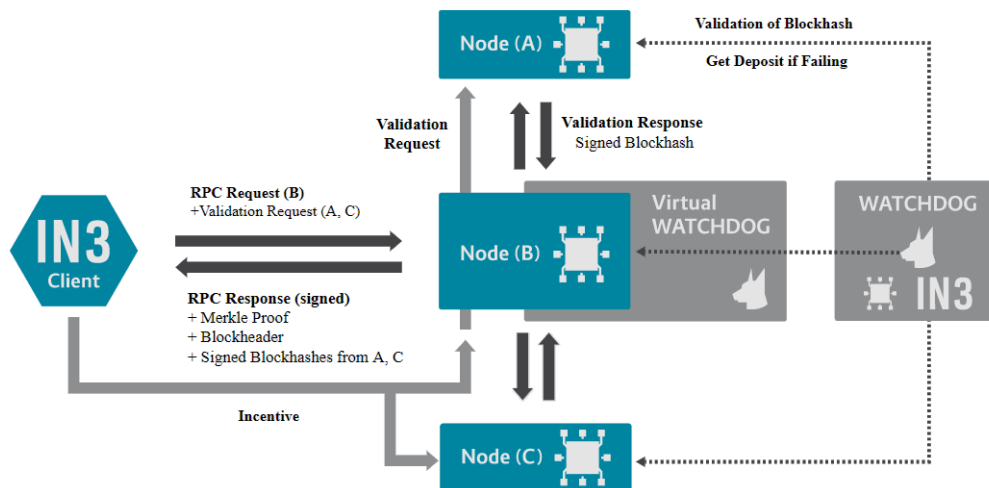 Node (A)
Validation of Blockhash
Get Deposit if Failing
Validation
Request
Validation Response
Signed Blockhash
RPC Request (B)
+Validation Request (A, C)
IN3
Client
Node (B)
Virtual
WATCHDOG
WATCHDOG
IN3
RPC Response (signed)
+ Merkle Proof
+ Blockheader
+ Signed Blockhashes from A, C
Incentive
Node (C)